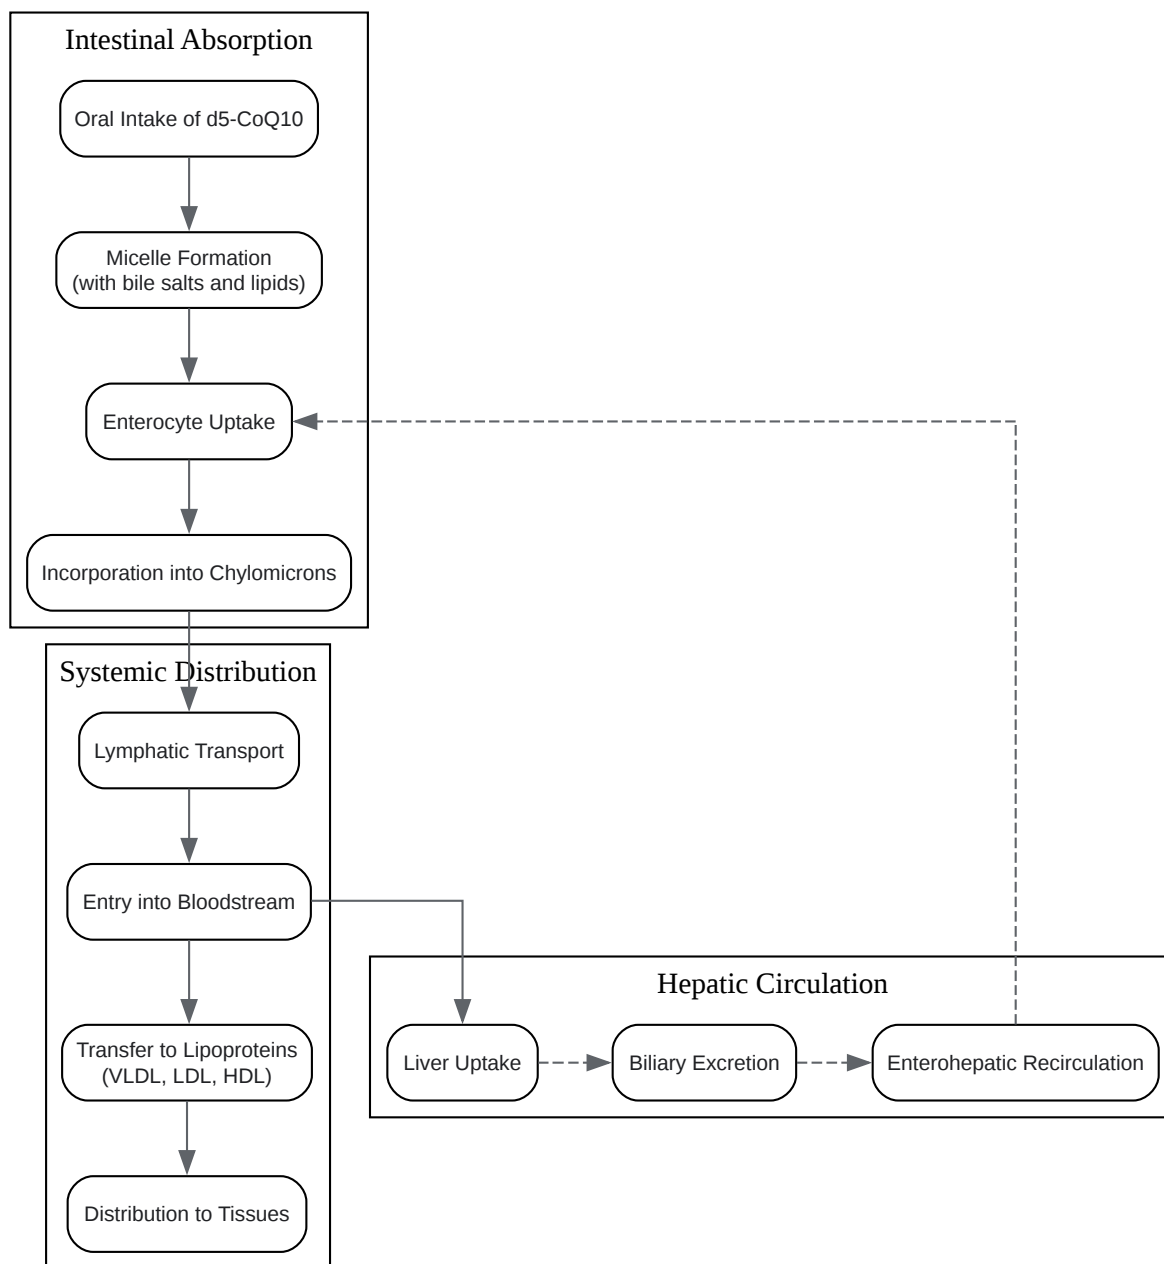 Intestinal Absorption
Oral Intake of d5-CoQ10
Micelle Formation
(with bile salts and lipids)
Enterocyte Uptake
Incorporation into Chylomicrons
Systemic Distribution
Lymphatic Transport
Entry into Bloodstream
Transfer to Lipoproteins
(VLDL, LDL, HDL)
Distribution to Tissues
Hepatic Circulation
Liver Uptake
Biliary Excretion
Enterohepatic Recirculation